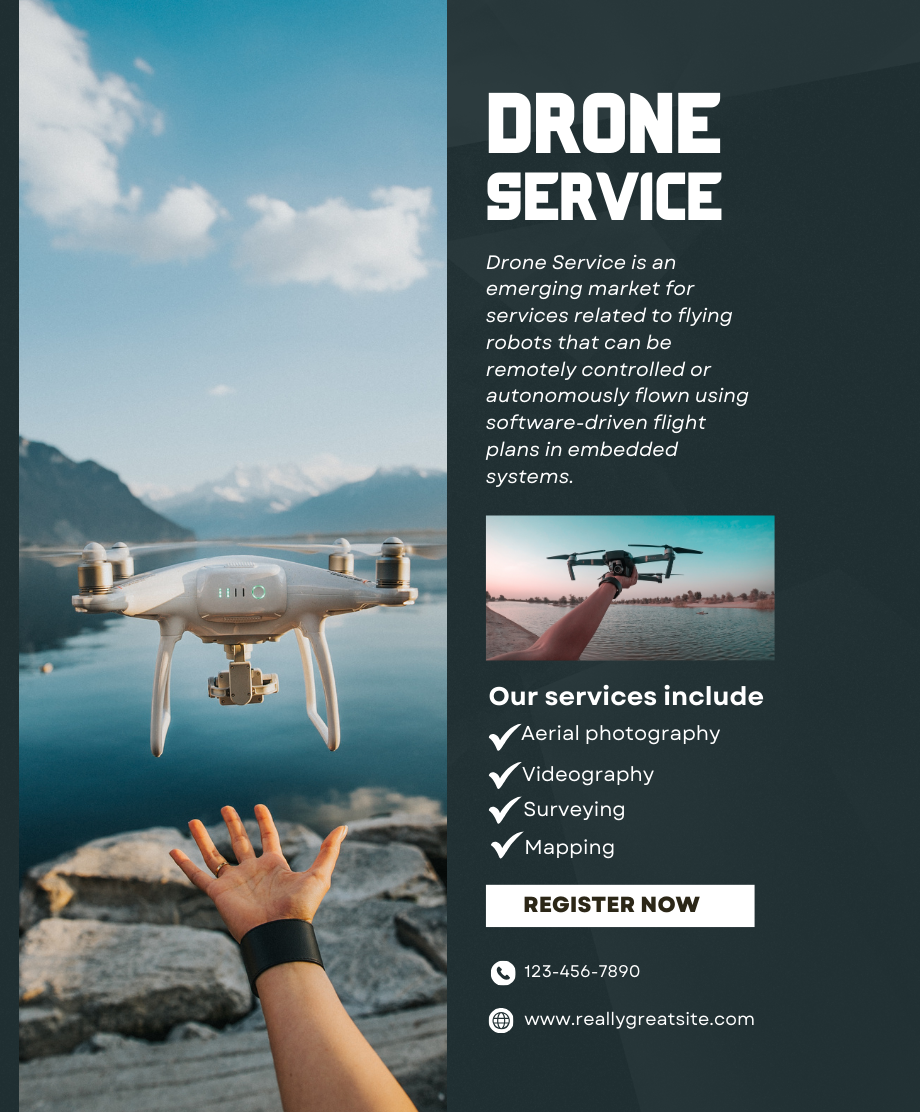 DRONE
SERVICE
Drone Service is an
emerging market for
services related to flying
robots that can be
remotely controlled or
autonomously flown using
software-driven flight
plans in embedded
systems.
Our services include
Aerial photography
Videography
Surveying
Mapping
REGISTER NOW
123-456-7890
www.reallygreatsite.com